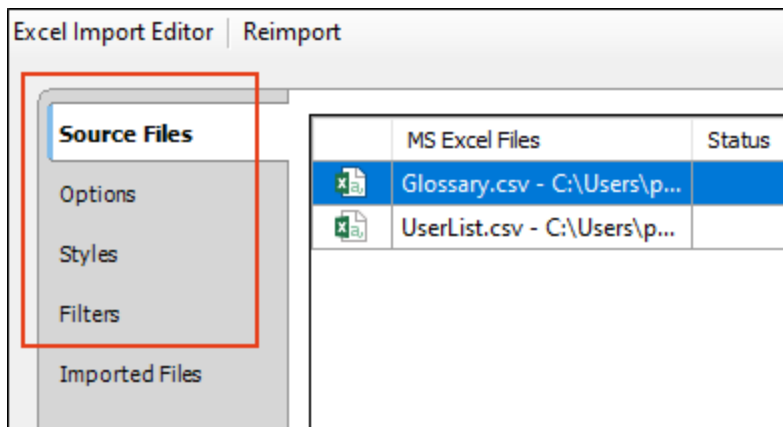 Excel Import Editor | Reimport
Source Files
Options
Styles
Filters
Imported Files
MS Excel Files Status
Glossary.csv - C:\Users\p...
UserList.csv - C:\Users\p...